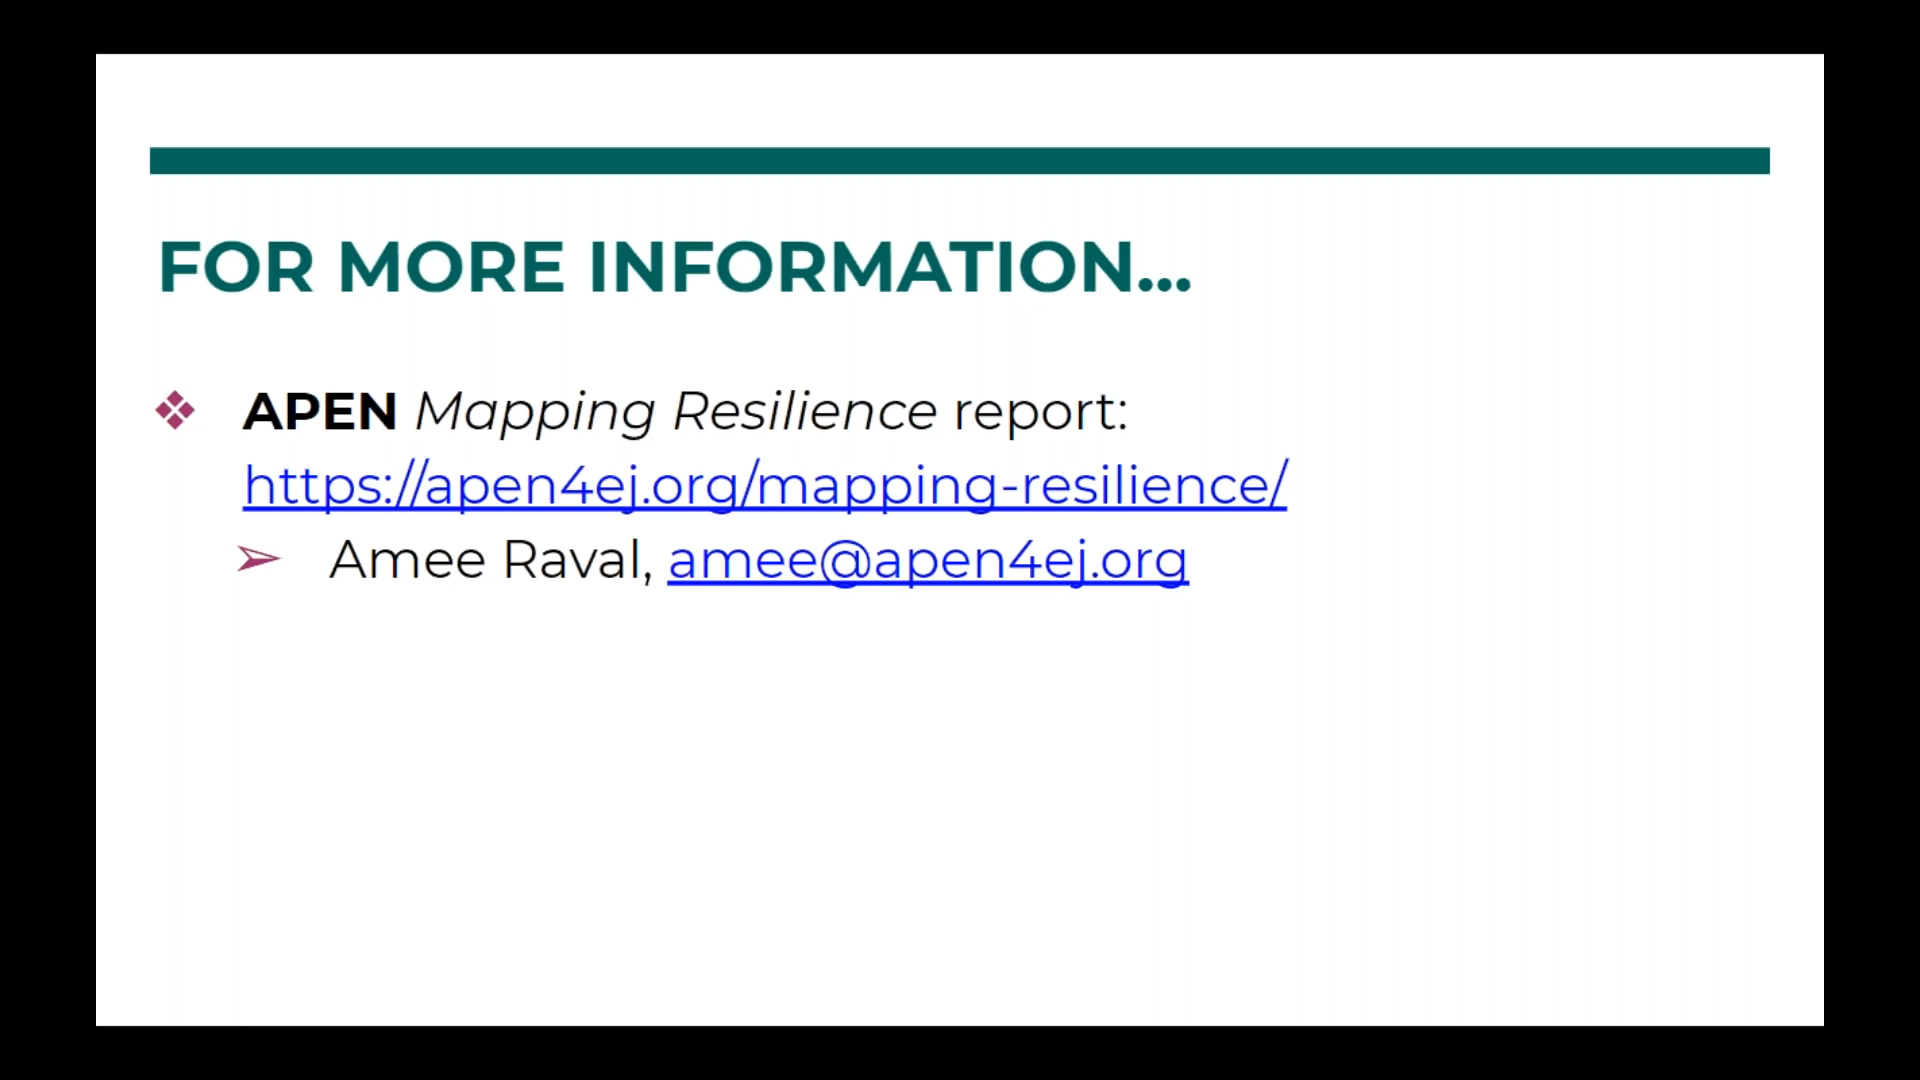 FOR MORE INFORMATION...
❖ APEN Mapping Resilience report:
https://apen4ej.org/mapping-resilience/
➢ Amee Raval, amee@apen4ej.org